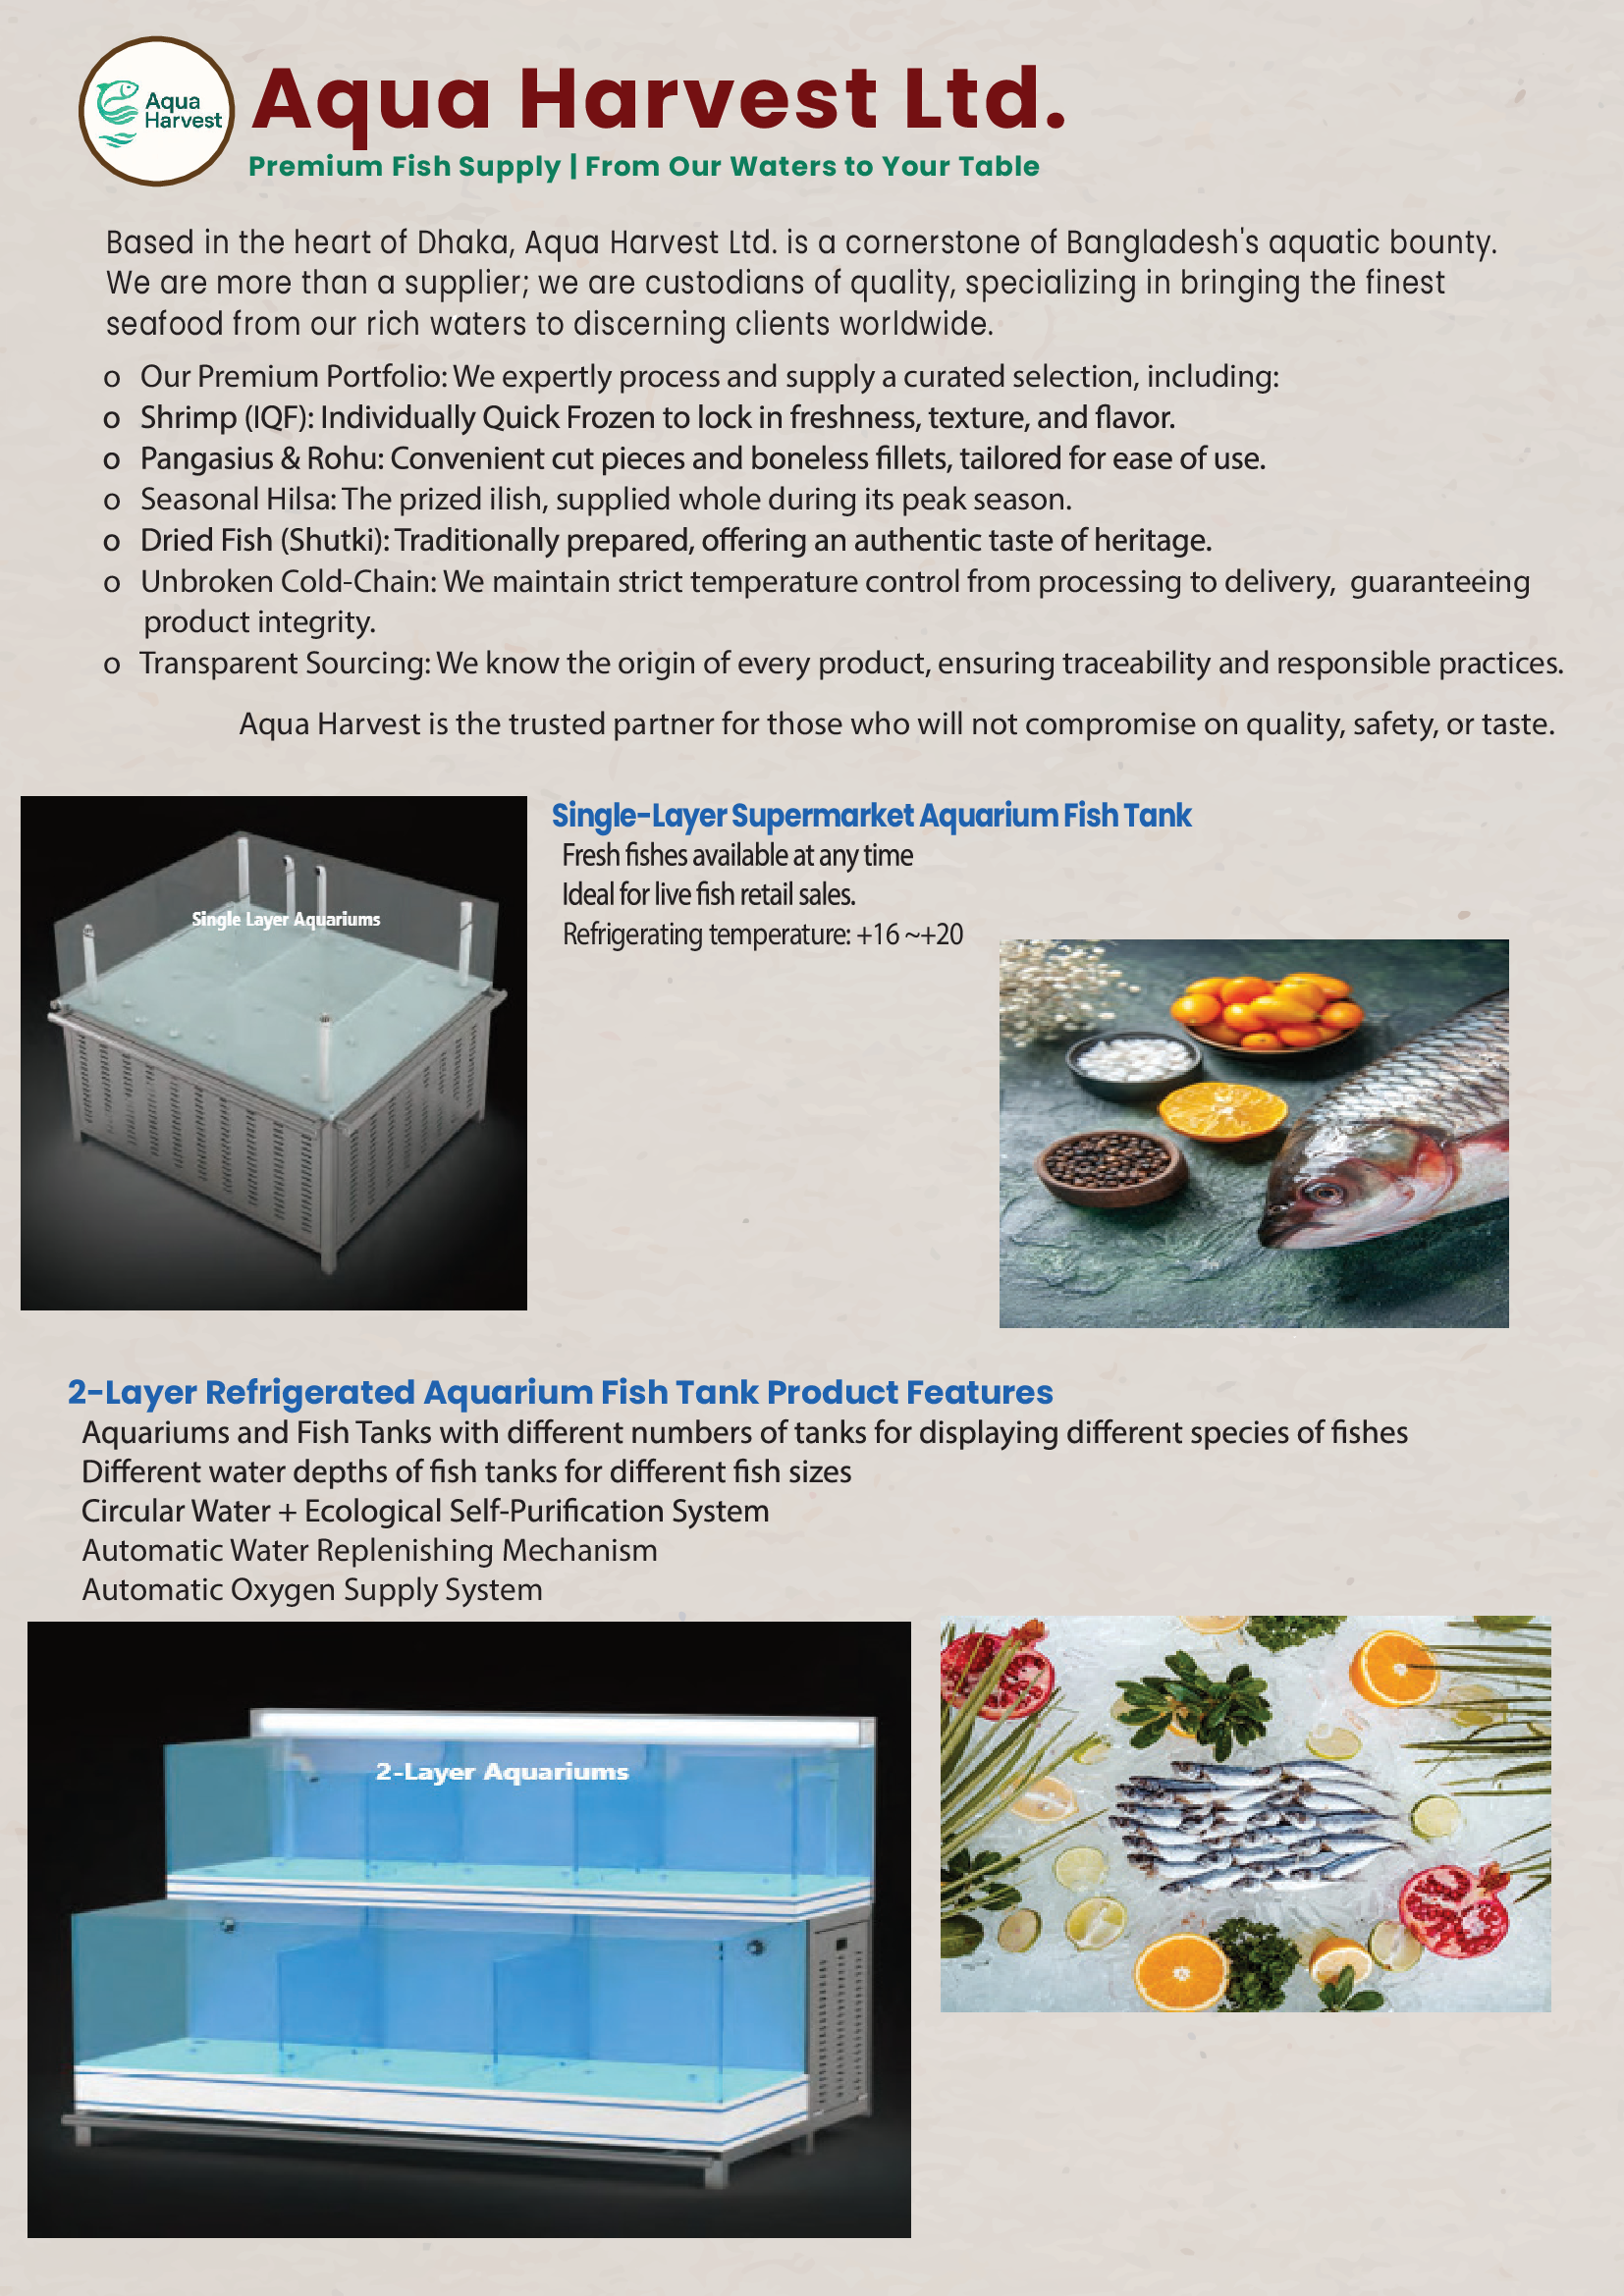 Aqua
Harvest
Aqua Harvest Ltd.
Premium Fish Supply | From Our Waters to Your Table
Based in the heart of Dhaka, Aqua Harvest Ltd. is a cornerstone of Bangladesh's aquatic bounty.
We are more than a supplier; we are custodians of quality, specializing in bringing the finest
seafood from our rich waters to discerning clients worldwide.
o Our Premium Portfolio: We expertly process and supply a curated selection, including:
o Shrimp (IQF): Individually Quick Frozen to lock in freshness, texture, and flavor.
o Pangasius & Rohu: Convenient cut pieces and boneless fillets, tailored for ease of use.
o Seasonal Hilsa: The prized ilish, supplied whole during its peak season.
o Dried Fish (Shutki): Traditionally prepared, offering an authentic taste of heritage.
o Unbroken Cold-Chain: We maintain strict temperature control from processing to delivery, guaranteeing
product integrity.
o Transparent Sourcing: We know the origin of every product, ensuring traceability and responsible practices.
Aqua Harvest is the trusted partner for those who will not compromise on quality, safety, or taste.
Single Layer Aquariums
Single-Layer Supermarket Aquarium Fish Tank
Fresh fishes available at any time
Ideal for live fish retail sales.
Refrigerating temperature: +16 ~+20
2-Layer Refrigerated Aquarium Fish Tank Product Features
Aquariums and Fish Tanks with different numbers of tanks for displaying different species of fishes
Different water depths of fish tanks for different fish sizes
Circular Water + Ecological Self-Purification System
Automatic Water Replenishing Mechanism
Automatic Oxygen Supply System
2-Layer Aquariums